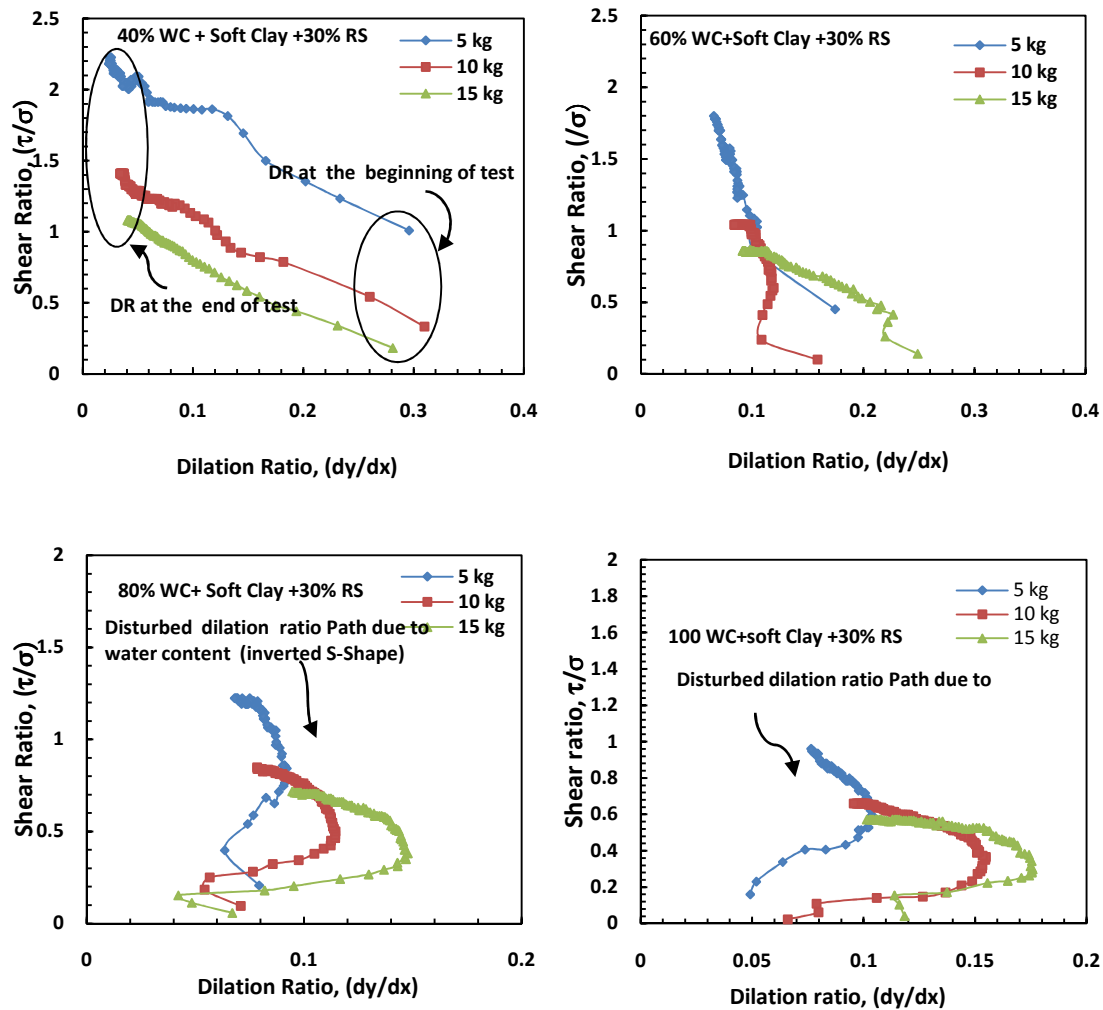 40% WC + Soft Clay +30% RS
5 kg
10 kg
15 kg
DR at the beginning of test
DR at the end of test
Shear Ratio, (τ/σ)
2.5
2
1.5
1
0.5
0
0
0.1
0.2
0.3
0.4
Dilation Ratio, (dy/dx)
60% WC+Soft Clay +30% RS
5 kg
10 kg
15 kg
Shear Ratio, (/σ)
2.5
2
1.5
1
0.5
0
0
0.1
0.2
0.3
0.4
Dilation Ratio, (dy/dx)
80% WC+ Soft Clay +30% RS
5 kg
10 kg
15 kg
Disturbed dilation ratio Path due to
water content (inverted S-Shape)
Shear Ratio, (τ/σ)
2
1.5
1
0.5
0
0
0.1
0.2
Dilation Ratio, (dy/dx)
100 WC+soft Clay +30% RS
5 kg
10 kg
15 kg
Disturbed dilation ratio Path due to
Shear ratio, τ/σ
2
1.8
1.6
1.4
1.2
1
0.8
0.6
0.4
0.2
0
0
0.05
0.1
0.15
0.2
Dilation ratio, (dy/dx)